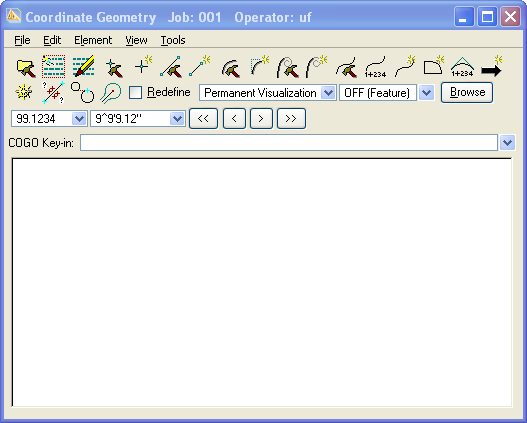 Coordinate Geometry Job: 001 Operator: uf
File Edit Element View Tools
1+234 1+234
Redefine Permanent Visualization OFF (Feature) Browse
99.1234 9^9'9.12" << < > >>
COGO Key-in: